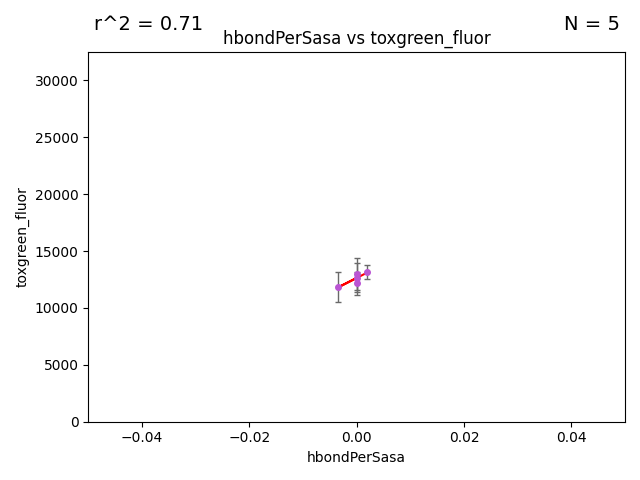 r^2 = 0.71
N = 5
hbondPerSasa vs toxgreen_fluor
30000
25000
20000
15000
10000
5000
0
toxgreen_fluor
−0.04
−0.02
0.00
0.02
0.04
hbondPerSasa